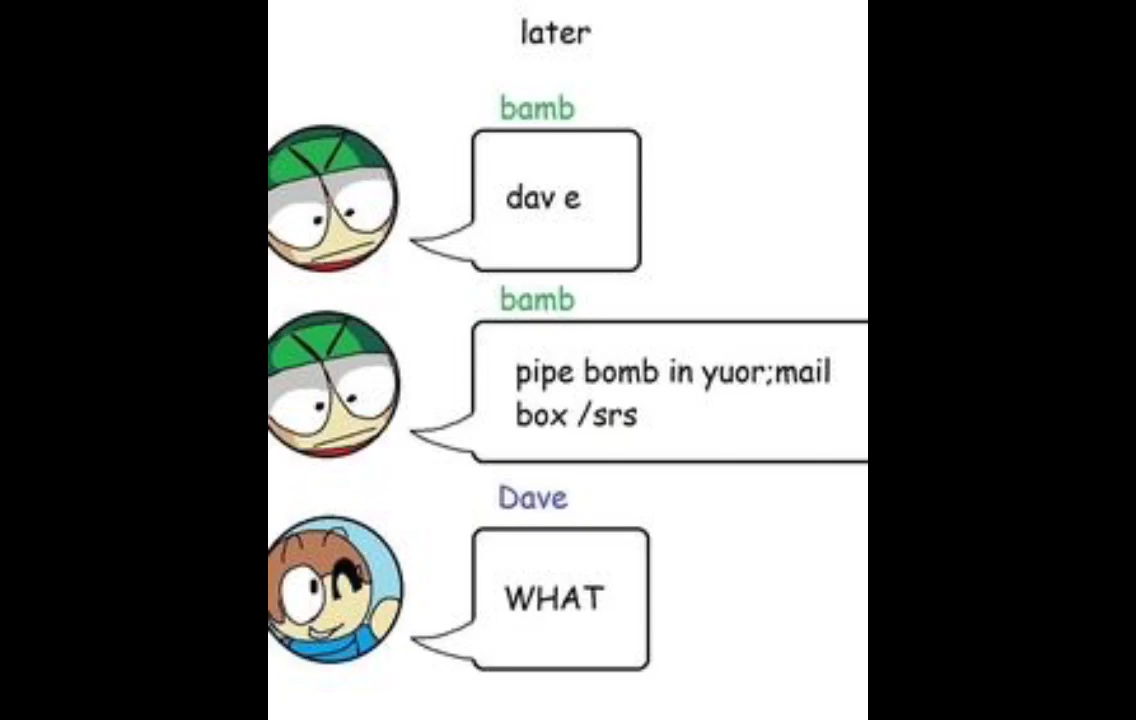 later
bamb
dav e
bamb
pipe bomb in yuor;mail
box /srs
Dave
WHAT